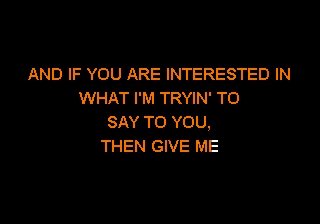 AND IF YOU ARE INTERESTED IN
WHAT I'M TRYIN' TO
SAY TO YOU,
THEN GIVE ME